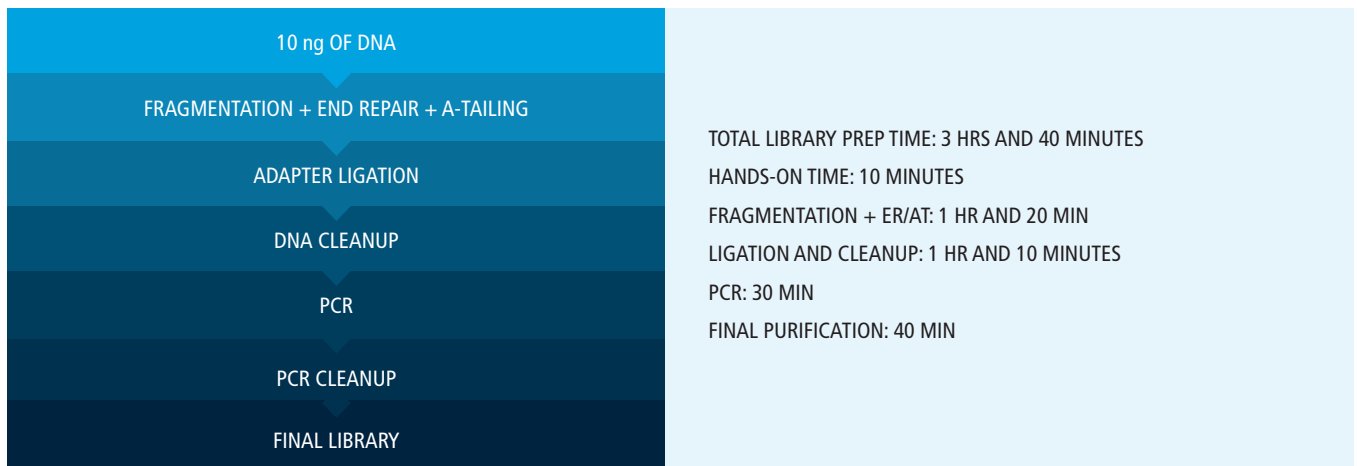 10 ng OF DNA
FRAGMENTATION + END REPAIR + A-TAILING
ADAPTER LIGATION
DNA CLEANUP
PCR
PCR CLEANUP
FINAL LIBRARY
TOTAL LIBRARY PREP TIME: 3 HRS AND 40 MINUTES
HANDS-ON TIME: 10 MINUTES
FRAGMENTATION + ER/AT: 1 HR AND 20 MIN
LIGATION AND CLEANUP: 1 HR AND 10 MINUTES
PCR: 30 MIN
FINAL PURIFICATION: 40 MIN